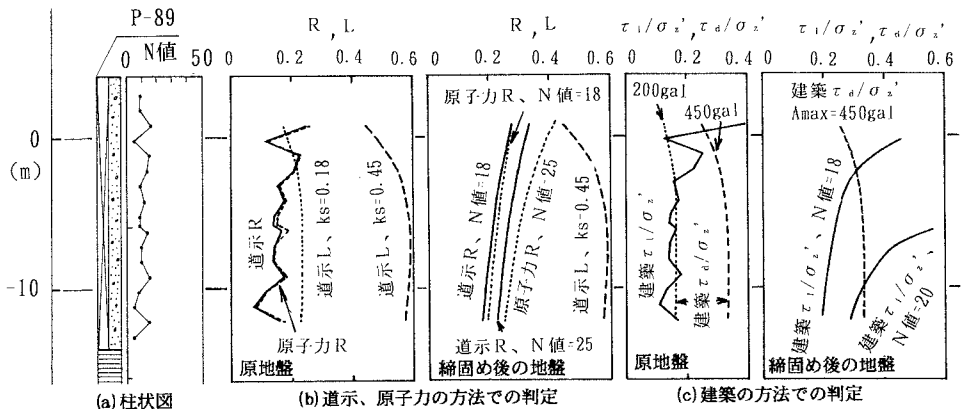 P-89
N値
0
50
0
(m)
-10
(a)柱状図
R , L
0
0.2
0.4
0.6
道示R
道示L、ks=0.18
道示L、ks=0.45
原子力R
原地盤
R , L
0
0.2
0.4
0.6
原子力R、N値=18
道示R、N値=18
原子力R、N値=25
道示L、ks=0.45
道示R、N値=25
締固め後の地盤
(b)道示、原子力の方法での判定
τl/σz',τd/σz'
0
0.2
0.4
200gal
450gal
建築τl/σz'
建築τd/σz'
原地盤
τl/σz',τd/σz'
0
0.2
0.4
0.6
建築τd/σz'
Amax=450gal
建築τl/σz'、N値=18
建築τl/σz'、
N値=20
締固め後の地盤
(c)建築の方法での判定